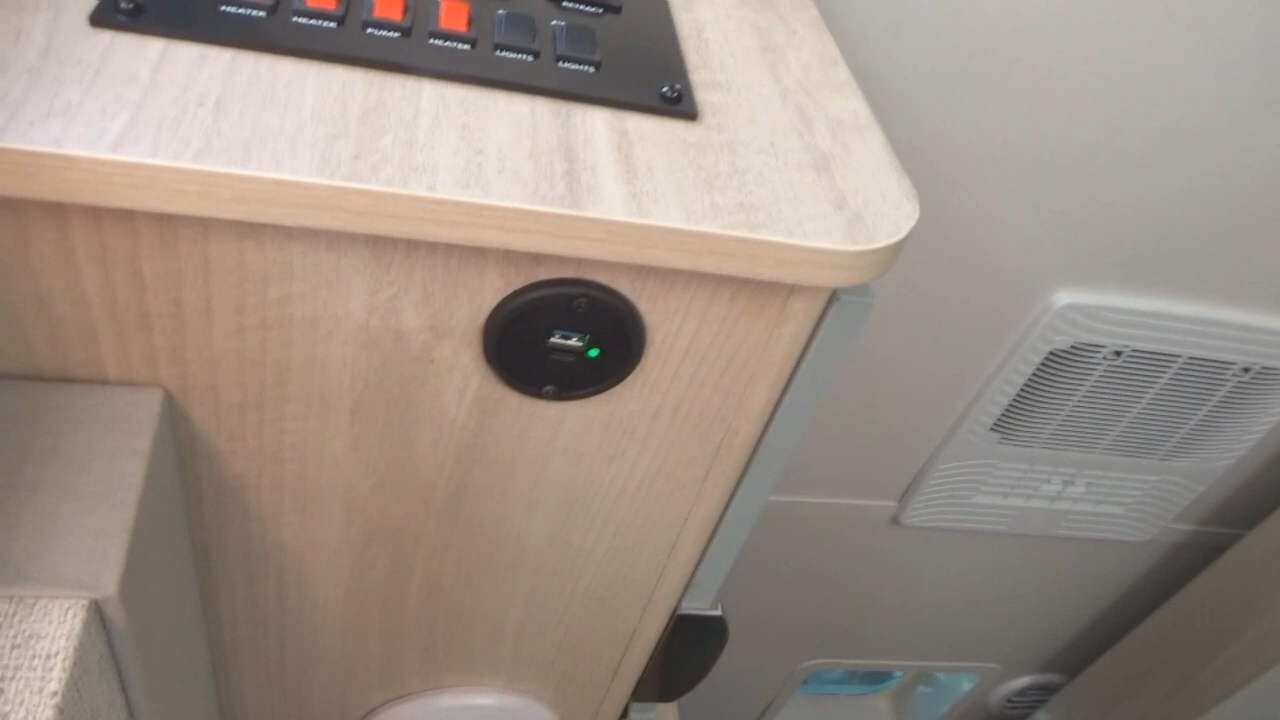 RETRACT
HEATER
HEATER
PUMP
HEATER
LIGHTS
LIGHTS